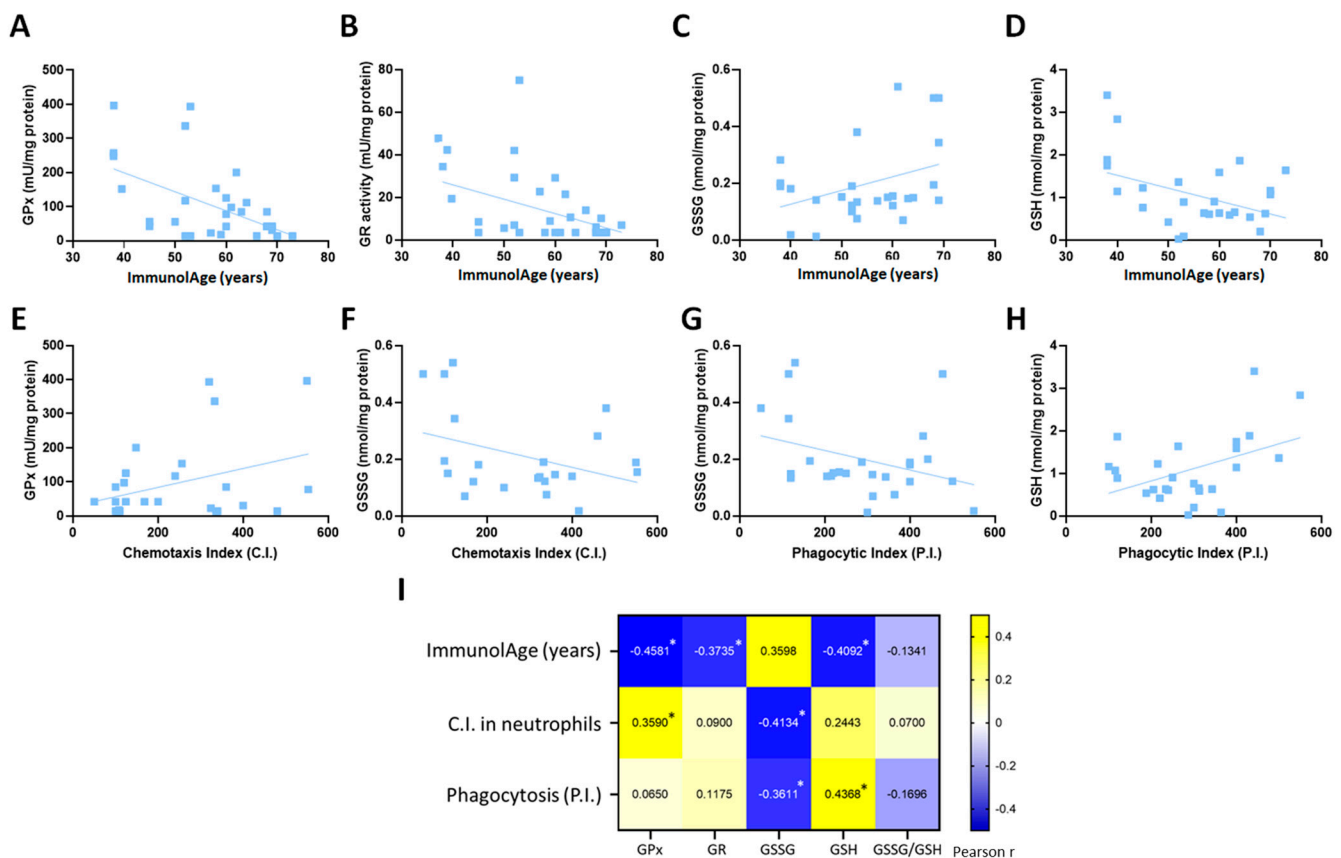 A
B
C
D
GPx (mU/mg protein)
500
400
300
200
100
0
30 40 50 60 70 80
ImmunolAge (years)
GR activity (mU/mg protein)
80
60
40
20
0
30 40 50 60 70 80
ImmunolAge (years)
GSSG (nmol/mg protein)
0.6
0.4
0.2
0.0
30 40 50 60 70 80
ImmunolAge (years)
GSH (nmol/mg protein)
4
3
2
1
0
30 40 50 60 70 80
ImmunolAge (years)
E
F
G
H
GPx (mU/mg protein)
500
400
300
200
100
0
0 200 400 600
Chemotaxis Index (C.I.)
GSSG (nmol/mg protein)
0.6
0.4
0.2
0.0
0 200 400 600
Chemotaxis Index (C.I.)
GSSG (nmol/mg protein)
0.6
0.4
0.2
0.0
0 200 400 600
Phagocytic Index (P.I.)
GSH (nmol/mg protein)
4
3
2
1
0
0 200 400 600
Phagocytic Index (P.I.)
I
ImmunolAge (years) -0.4581* -0.3735* 0.3598 -0.4092* -0.1341
C.I. in neutrophils 0.3590* 0.0900 -0.4134* 0.2443 0.0700
Phagocytosis (P.I.) 0.0650 0.1175 -0.3611* 0.4368* -0.1696
GPx GR GSSG GSH GSSG/GSH
0.4
0.2
0
-0.2
-0.4
Pearson r